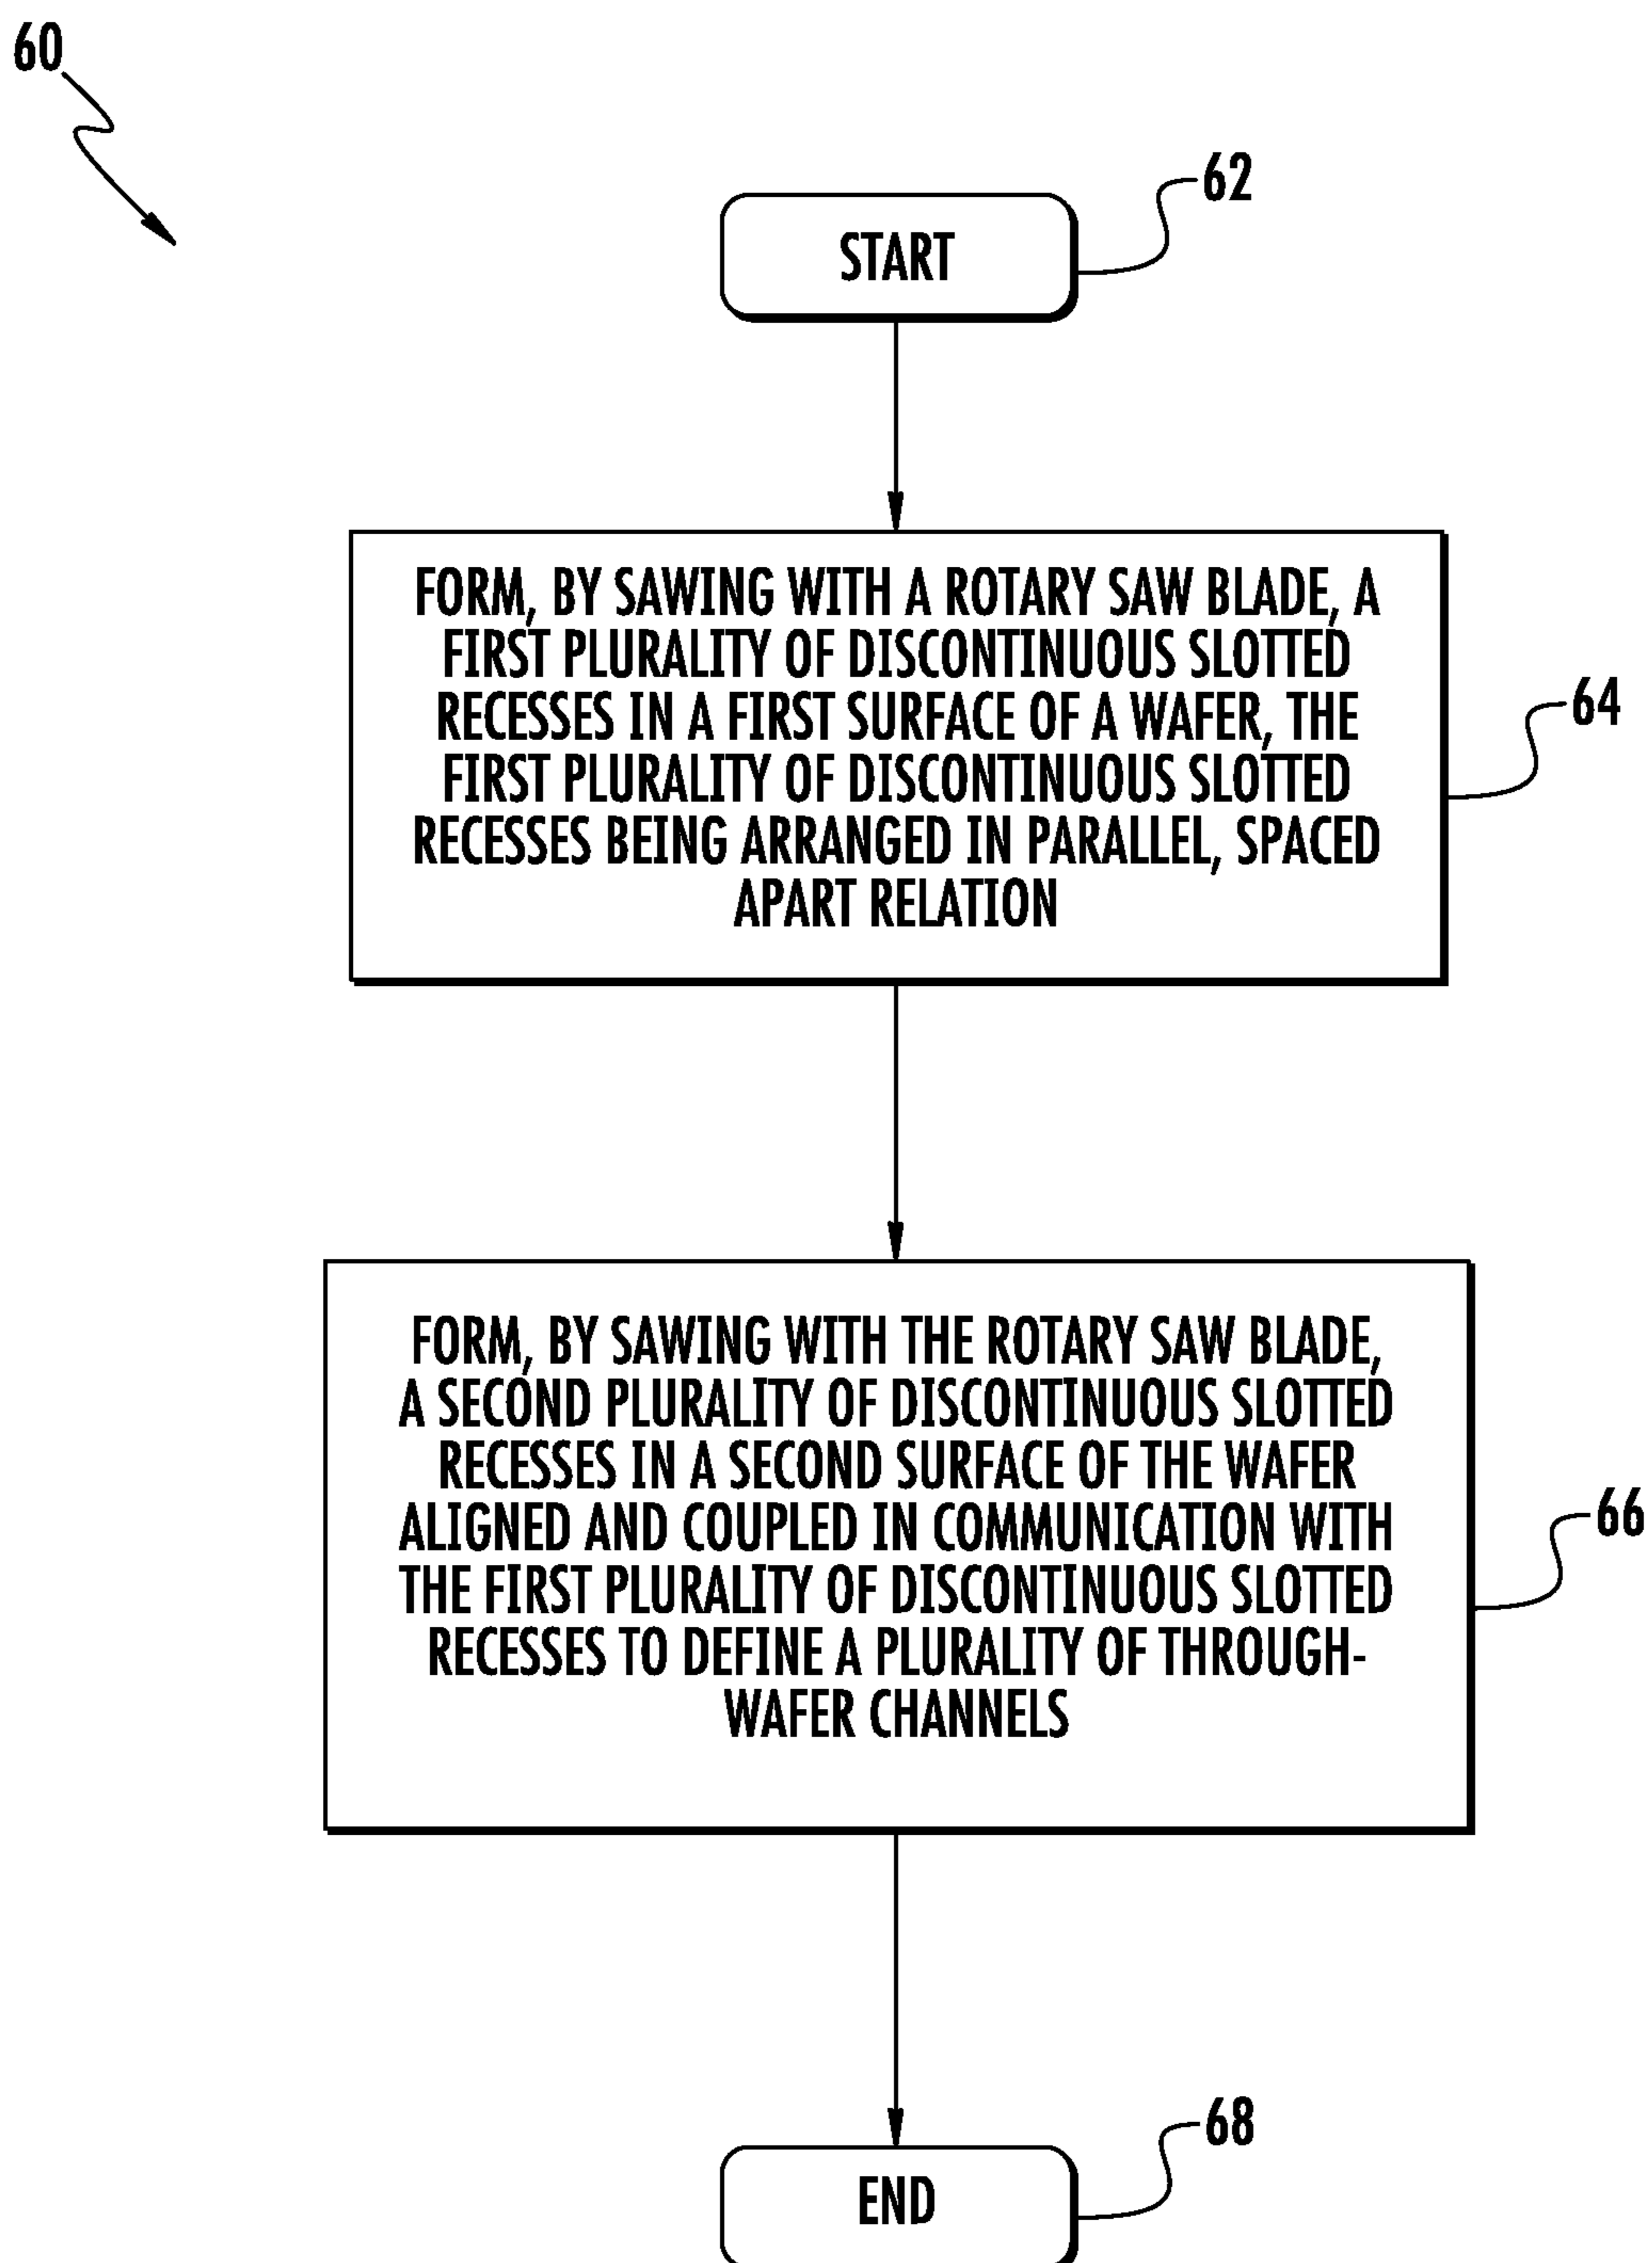 60
62
START
FORM, BY SAWING WITH A ROTARY SAW BLADE, A
FIRST PLURALITY OF DISCONTINUOUS SLOTTED
RECESSES IN A FIRST SURFACE OF A WAFER, THE
FIRST PLURALITY OF DISCONTINUOUS SLOTTED
RECESSES BEING ARRANGED IN PARALLEL, SPACED
APART RELATION
64
FORM, BY SAWING WITH THE ROTARY SAW BLADE,
A SECOND PLURALITY OF DISCONTINUOUS SLOTTED
RECESSES IN A SECOND SURFACE OF THE WAFER
ALIGNED AND COUPLED IN COMMUNICATION WITH
THE FIRST PLURALITY OF DISCONTINUOUS SLOTTED
RECESSES TO DEFINE A PLURALITY OF THROUGH-
WAFER CHANNELS
66
68
END